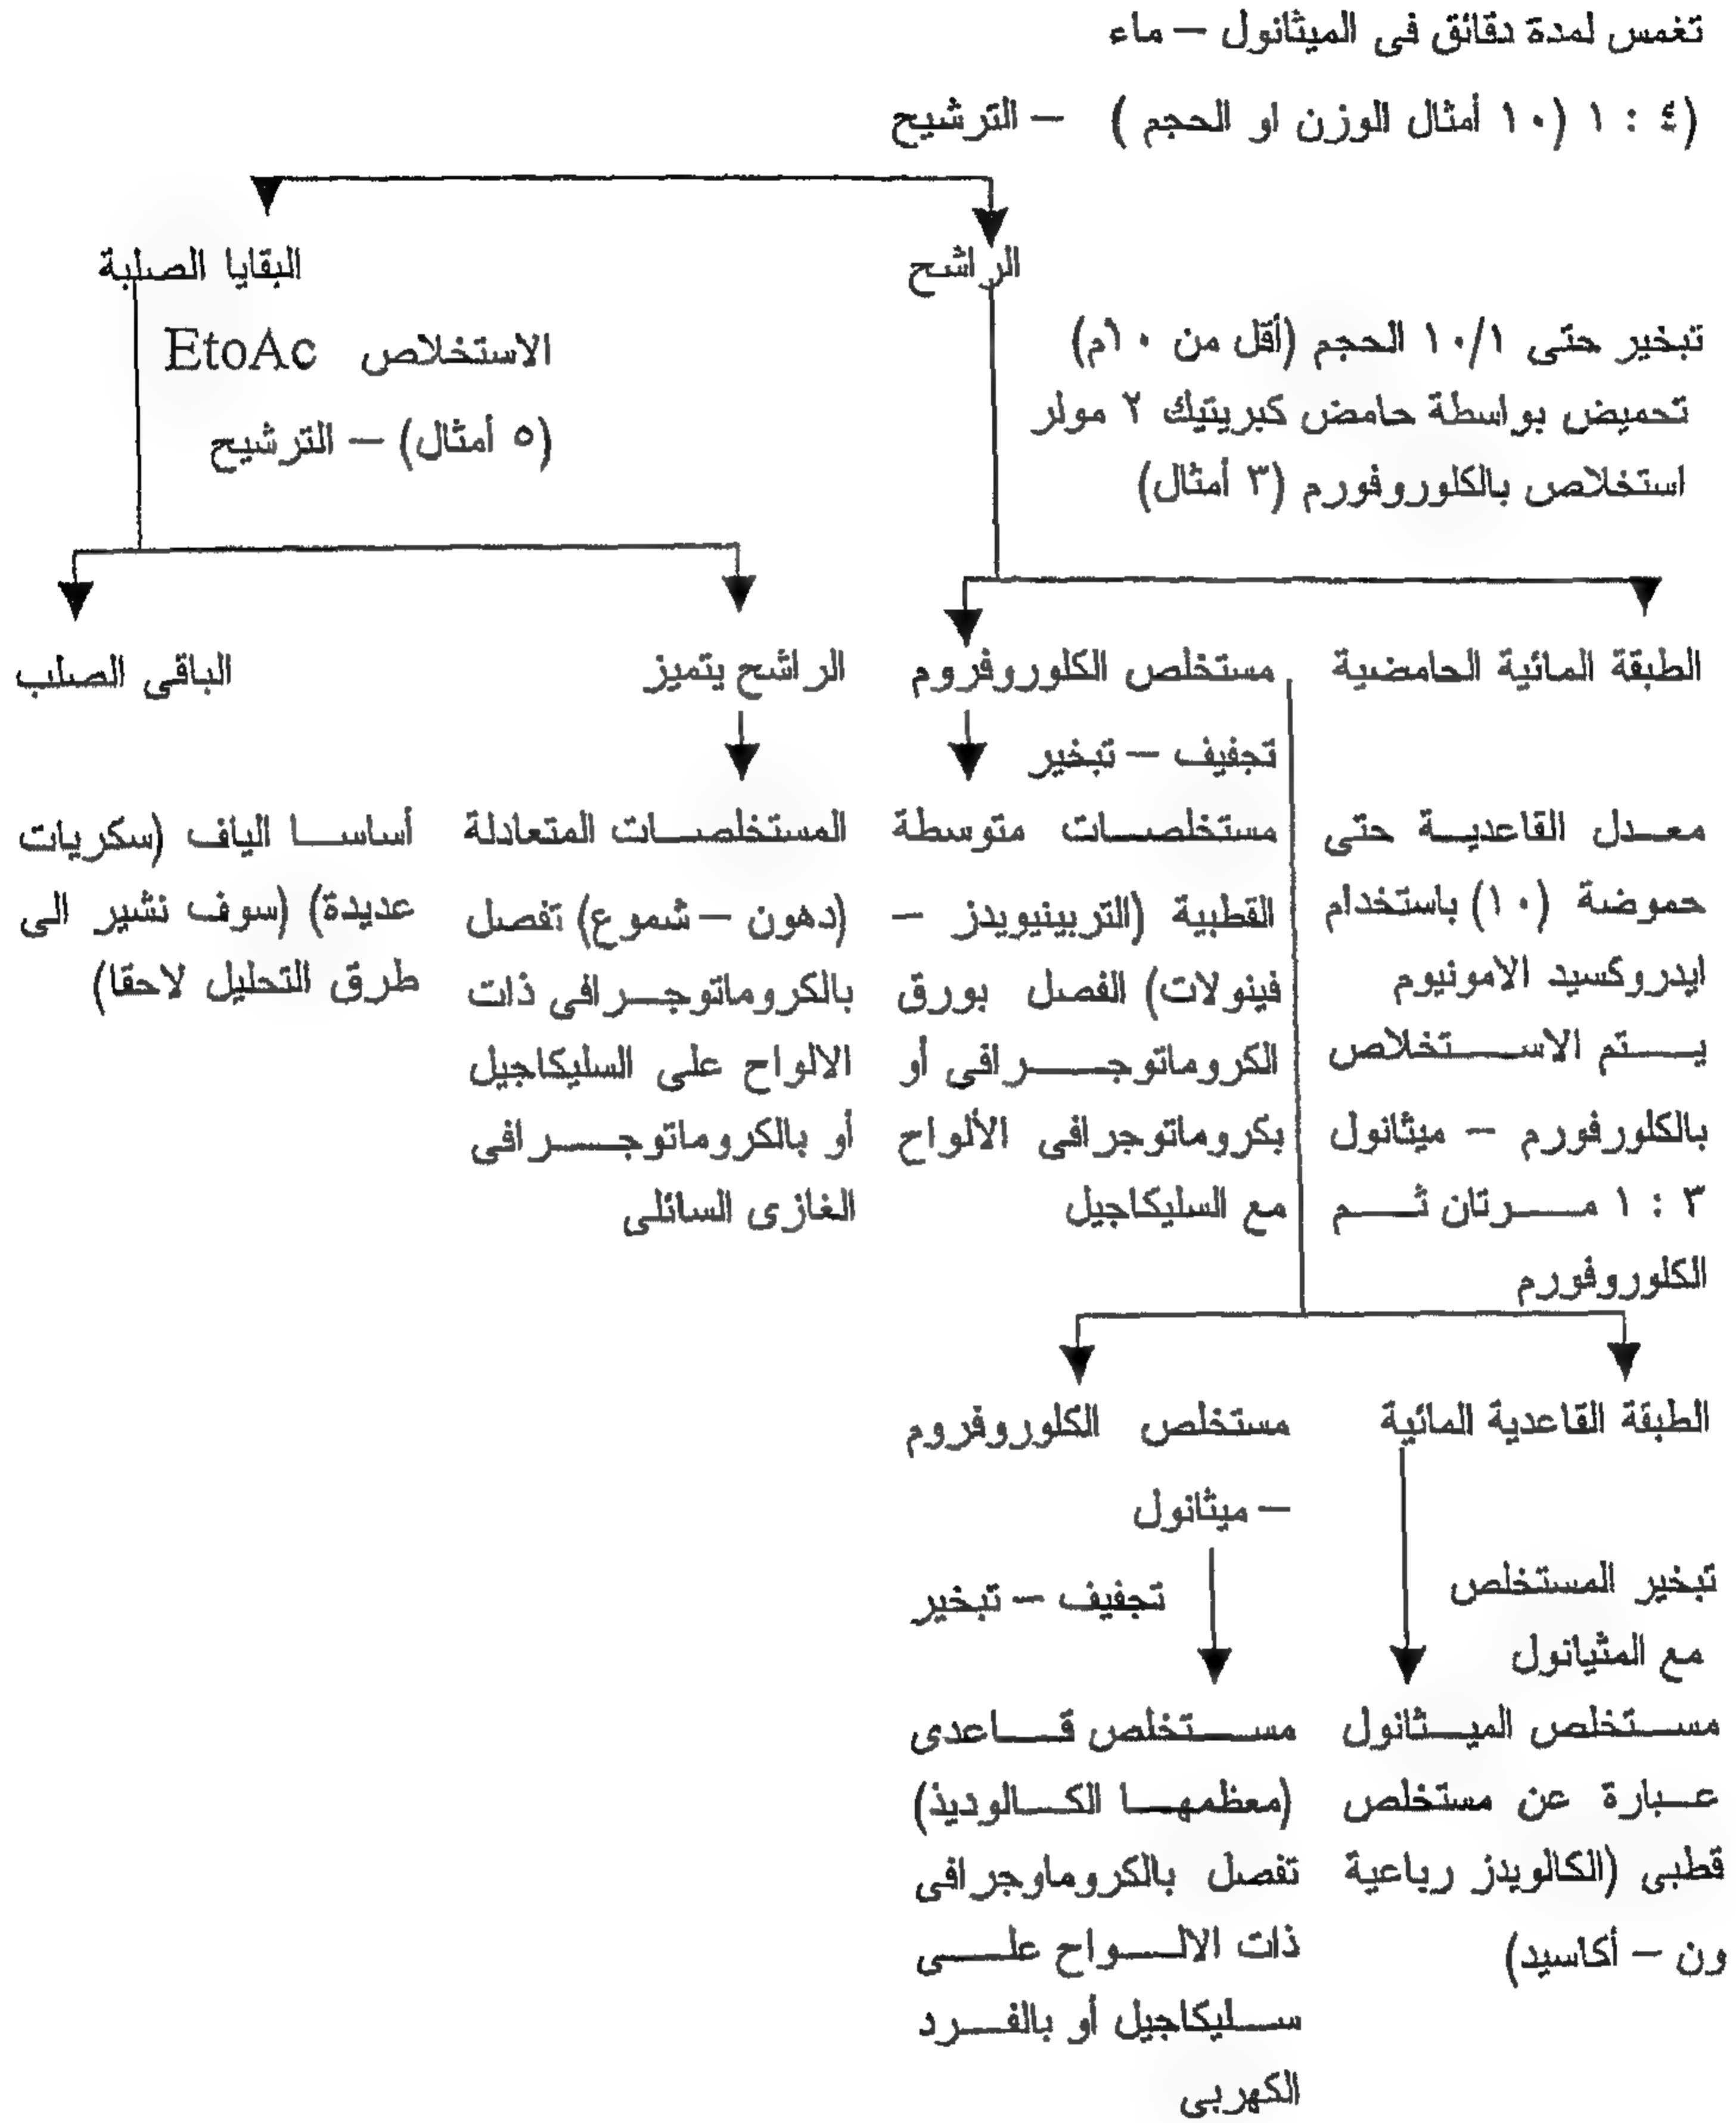 تغمس لمدة دقائق فى الميثانول – ماء
(٤ : ١ (١٠ أمثال الوزن او الحجم ) – الترشيح
الراشح
البقايا الصلبة
تبخير حتى ١٠/١ الحجم (أقل من ١٠م)
تحميض بواسطة حامض كبريتيك ٢ مولر
استخلاص بالكلوروفورم (٣ أمثال)
الاستخلاص EtoAc
(٥ أمثال) – الترشيح
الطبقة المائية الحامضية
معدل القاعدية حتى
حموضة (١٠) باستخدام
ايدروكسيد الامونيوم
يتم الاستخلاص
بالكلورفورم – ميثانول
٣ : ١ مرتان ثم
الكلوروفورم
مستخلص الكلوروفروم
تجفيف – تبخير
مستخلصات متوسطة
القطبية (التربينيويدز –
فينولات) الفصل بورق
الكروماتوجرافى أو
بكروماتوجرافى الألواح
مع السليكاجيل
الراشح يتميز
المستخلصات المتعادلة
(دهون – شموع) تفصل
بالكروماتوجرافى ذات
الالواح على السليكاجيل
أو بالكروماتوجرافى
الغازى السائلى
الباقى الصلب
أساسا الياف (سكريات
عديدة) (سوف نشير الى
طرق التحليل لاحقا)
الطبقة القاعدية المائية
تبخير المستخلص
مع المثيانول
مستخلص الميثانول
عبارة عن مستخلص
قطبى (الكالويدز رباعية
ون – أكاسيد)
مستخلص الكلوروفروم
– ميثانول
تجفيف – تبخير
مستخلص قاعدى
(معظمها الكالوديذ)
تفصل بالكروماوجرافى
ذات الالواح على
سليكاجيل أو بالفرد
الكهربى